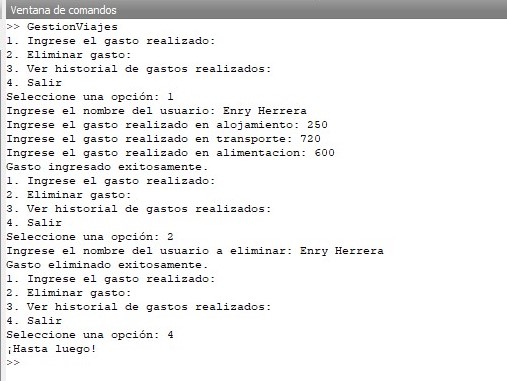 Ventana de comandos
>> GestionViajes
1. Ingrese el gasto realizado:
2. Eliminar gasto:
3. Ver historial de gastos realizados:
4. Salir
Seleccione una opción: 1
Ingrese el nombre del usuario: Enry Herrera
Ingrese el gasto realizado en alojamiento: 250
Ingrese el gasto realizado en transporte: 720
Ingrese el gasto realizado en alimentacion: 600
Gasto ingresado exitosamente.
1. Ingrese el gasto realizado:
2. Eliminar gasto:
3. Ver historial de gastos realizados:
4. Salir
Seleccione una opción: 2
Ingrese el nombre del usuario a eliminar: Enry Herrera
Gasto eliminado exitosamente.
1. Ingrese el gasto realizado:
2. Eliminar gasto:
3. Ver historial de gastos realizados:
4. Salir
Seleccione una opción: 4
¡Hasta luego!
>>